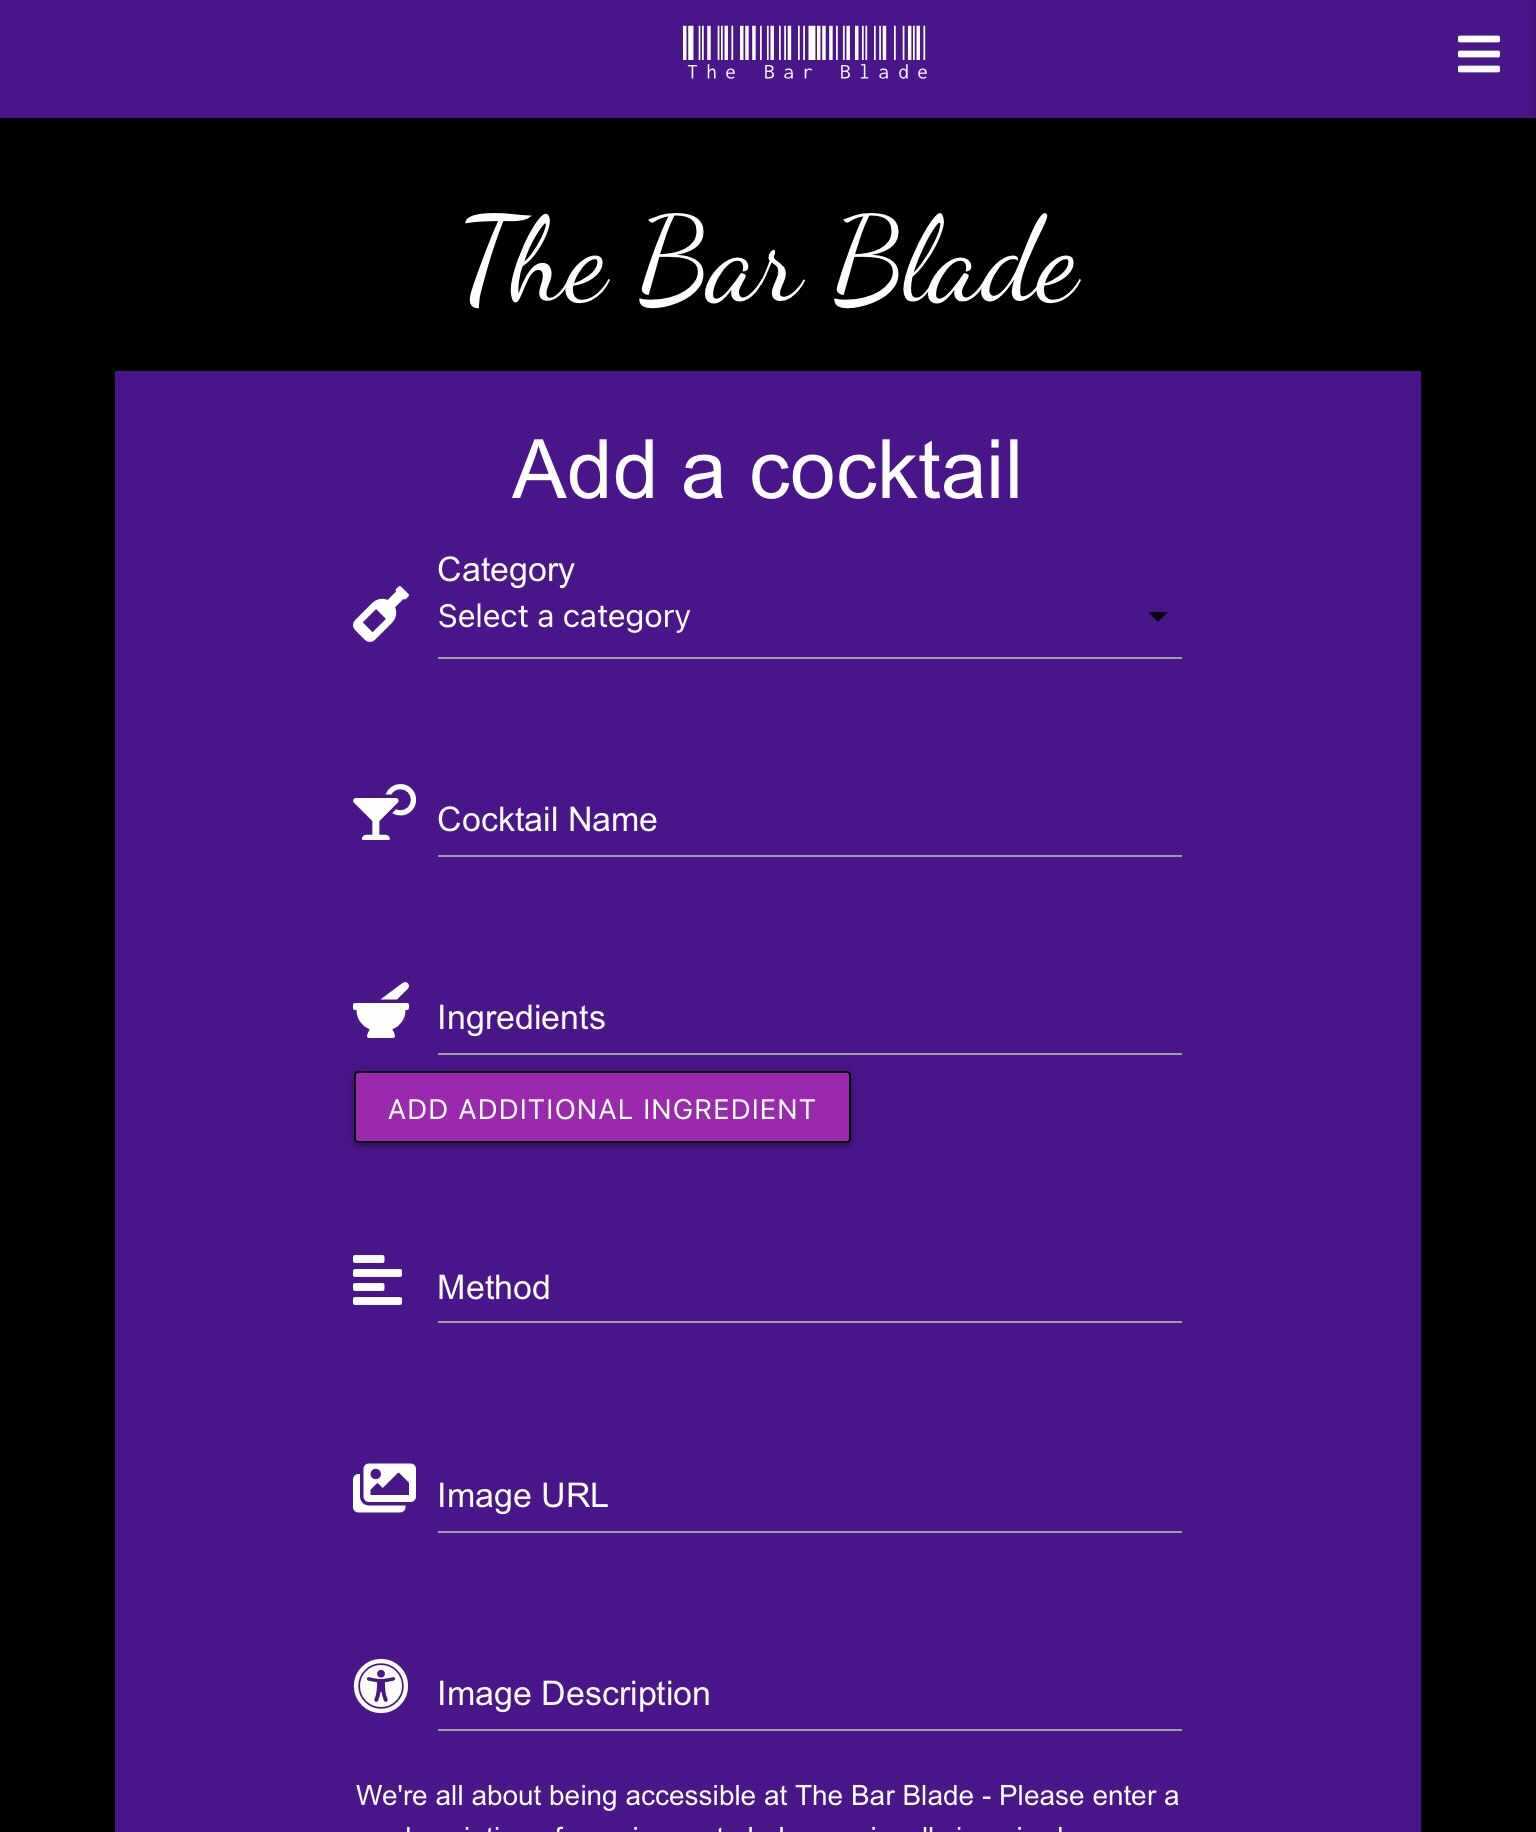 The Bar Blade
The Bar Blade
Add a cocktail
Category
Select a category
Cocktail Name
Ingredients
ADD ADDITIONAL INGREDIENT
Method
Image URL
Image Description
We're all about being accessible at The Bar Blade - Please enter a